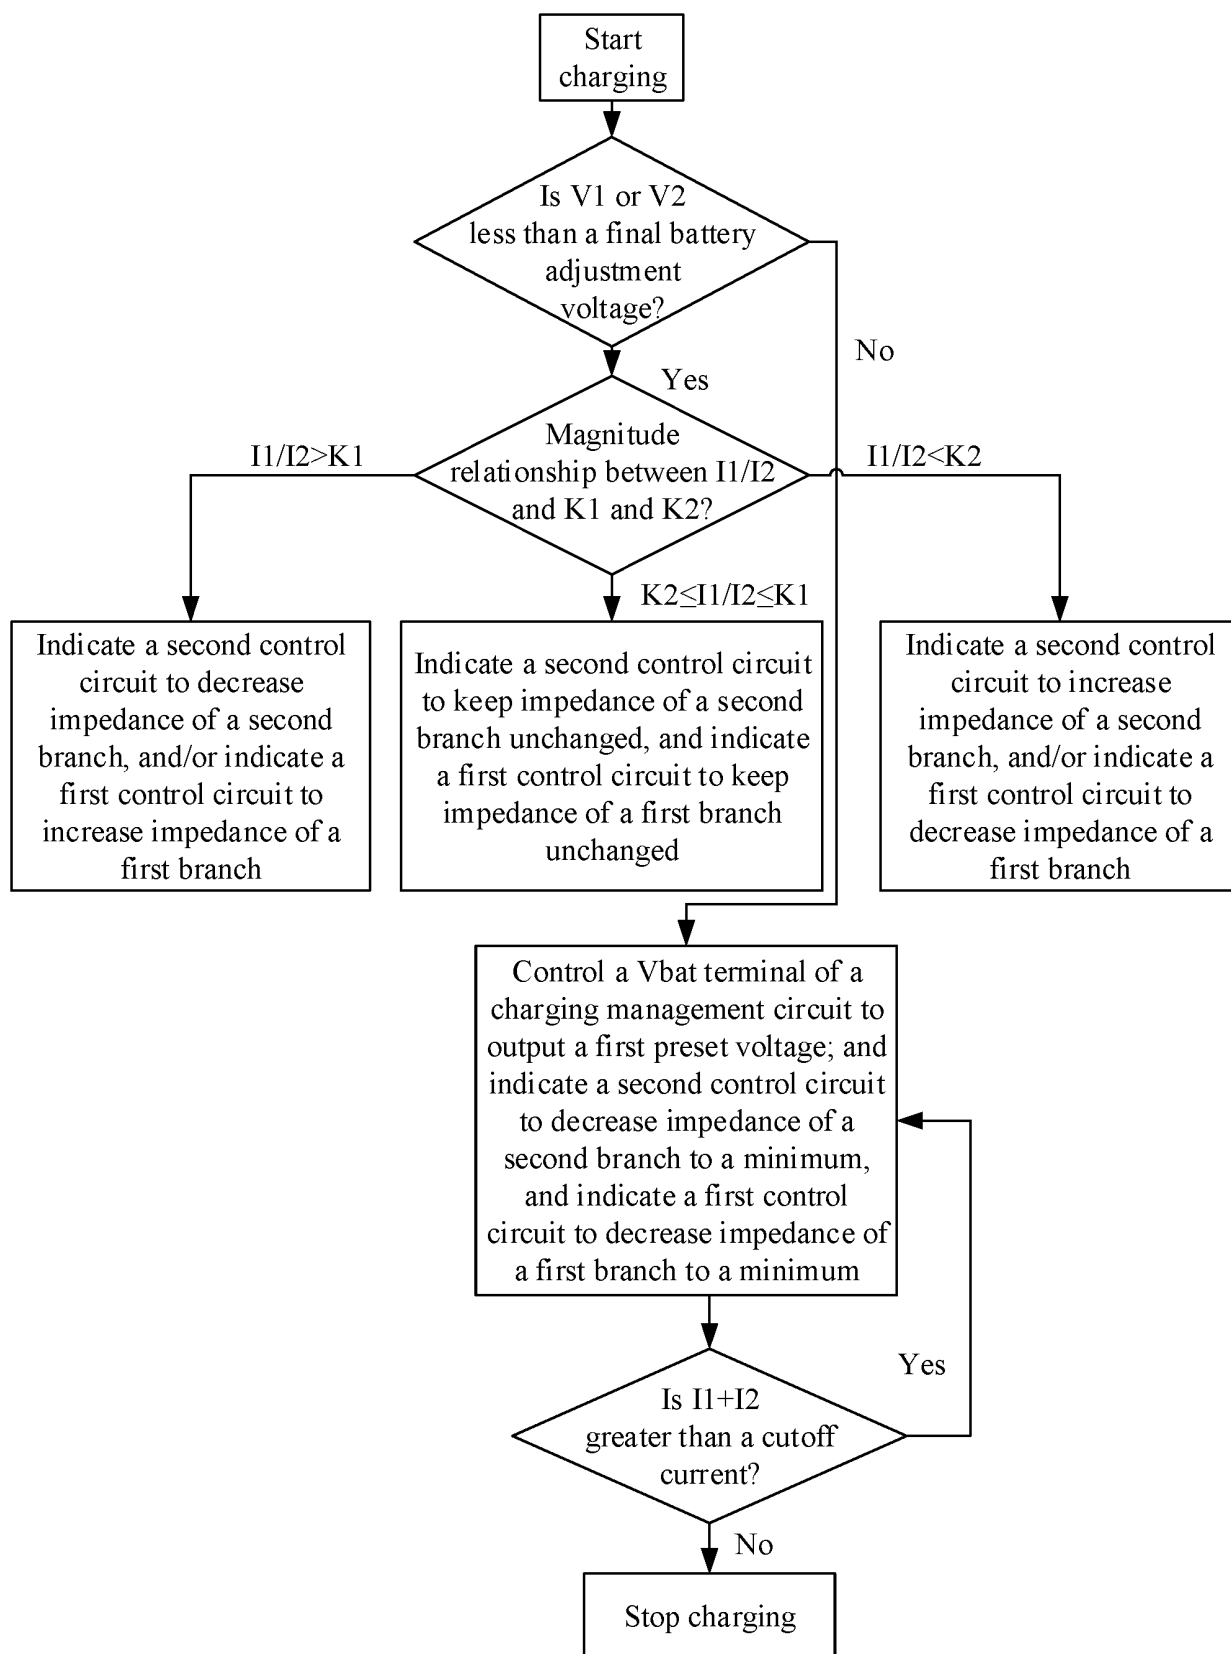 Start
charging
Is V1 or V2
less than a final battery
adjustment
voltage?
No
Yes
Magnitude
relationship between I1/I2
and K1 and K2?
I1/I2>K1
I1/I2<K2
K2≤I1/I2≤K1
Indicate a second control
circuit to decrease
impedance of a second
branch, and/or indicate a
first control circuit to
increase impedance of a
first branch
Indicate a second control circuit
to keep impedance of a second
branch unchanged, and indicate
a first control circuit to keep
impedance of a first branch
unchanged
Indicate a second control
circuit to increase
impedance of a second
branch, and/or indicate a
first control circuit to
decrease impedance of a
first branch
Control a Vbat terminal of a
charging management circuit to
output a first preset voltage; and
indicate a second control circuit
to decrease impedance of a
second branch to a minimum,
and indicate a first control
circuit to decrease impedance of
a first branch to a minimum
Yes
Is I1+I2
greater than a cutoff
current?
No
Stop charging